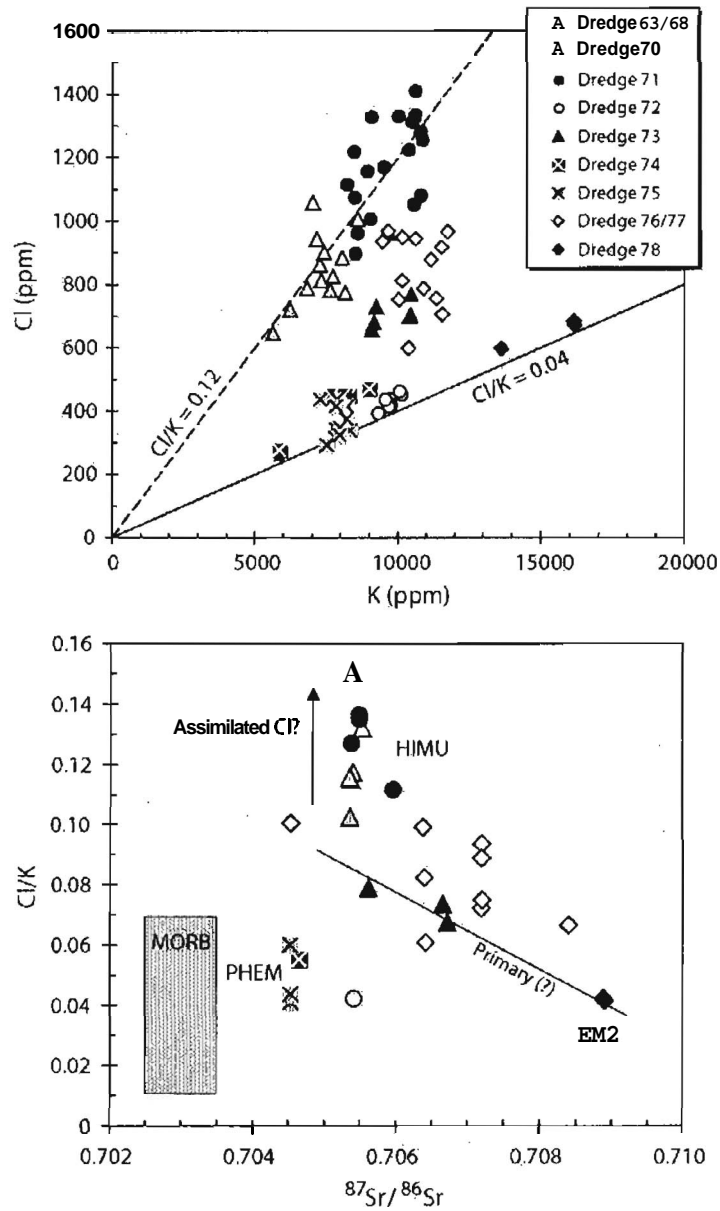 1600
1400
1200
1000
800
600
400
200
0
Cl (ppm)
A Dredge 63/68
A Dredge 70
Dredge 71
Dredge 72
Dredge 73
Dredge 74
Dredge 75
Dredge 76/77
Dredge 78
Cl/K = 0.12
Cl/K = 0.04
0 5000 10000 15000 20000
K (ppm)
0.16
0.14
0.12
0.10
0.08
0.06
0.04
0.02
0
Cl/K
A
Assimilated Cl?
HIMU
MORB
PHEM
Primary (?)
EM2
0.702 0.704 0.706 0.708 0.710
87Sr/ 86Sr